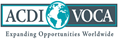 ACDI VOCA
Expanding Opportunities Worldwide